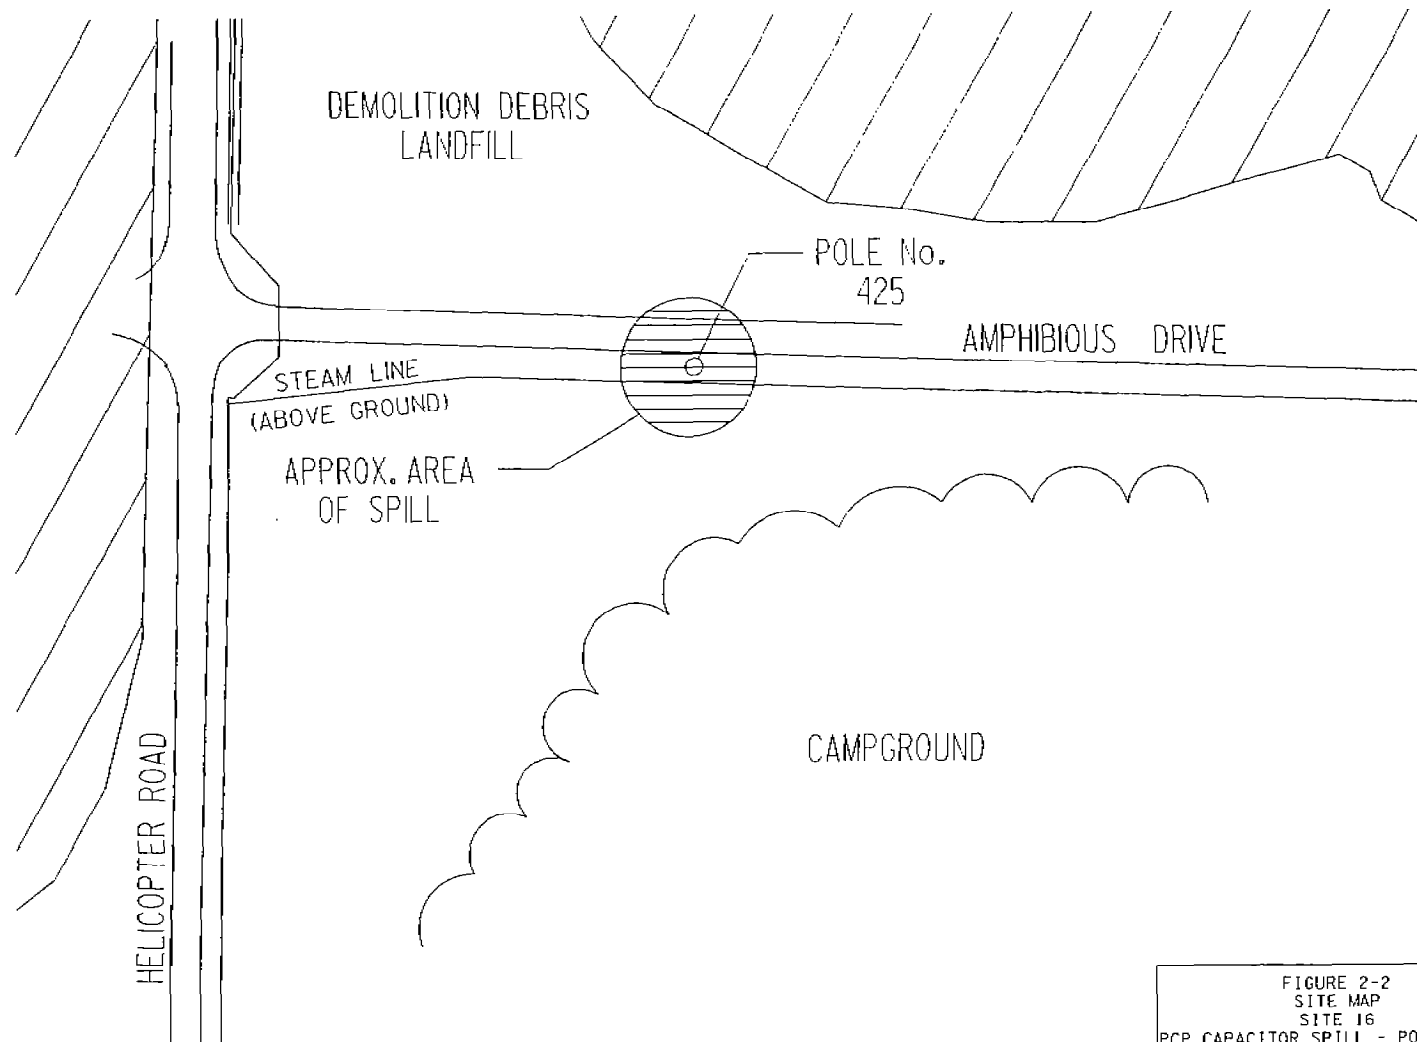 DEMOLITION DEBRIS
LANDFILL
POLE No.
425
AMPHIBIOUS DRIVE
STEAM LINE
(ABOVE GROUND)
APPROX. AREA
OF SPILL
CAMPGROUND
HELICOPTER ROAD
FIGURE 2-2
SITE MAP
SITE 16
PCP CAPACITOR SPILL - PO